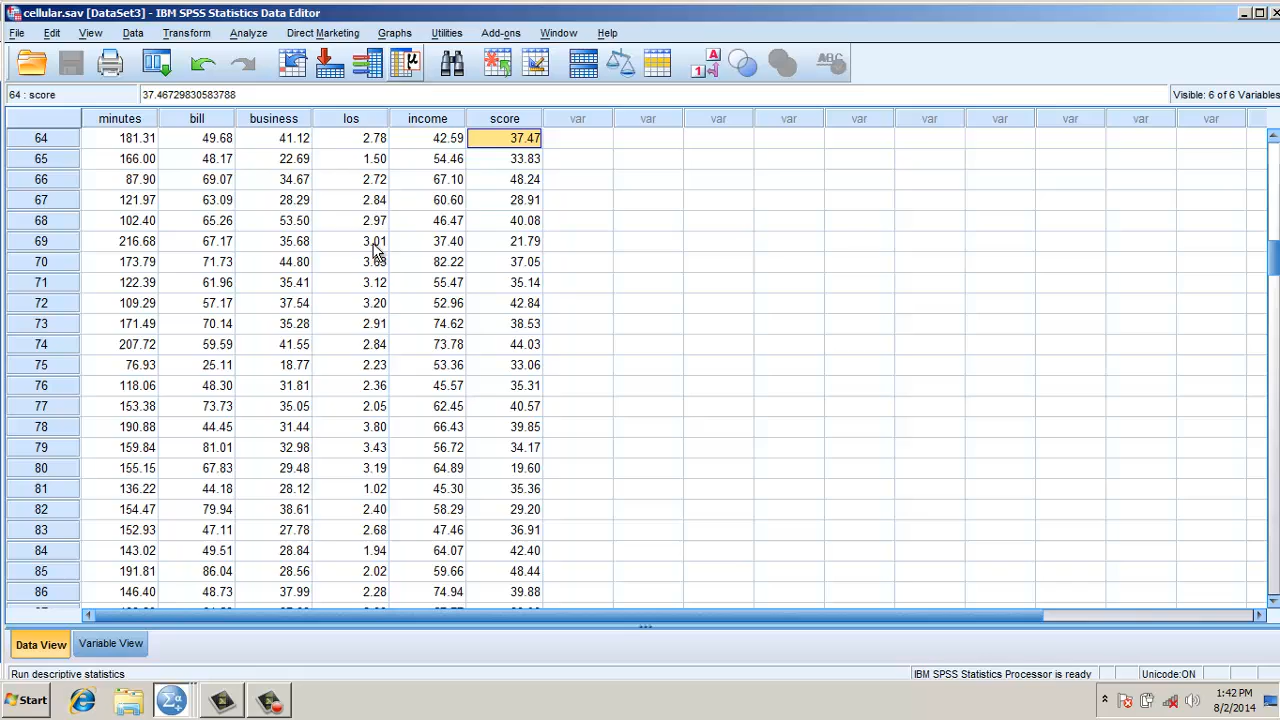 cellular.sav [DataSet3] - IBM SPSS Statistics Data Editor
File Edit View Data Transform Analyze Direct Marketing Graphs Utilities Add-ons Window Help
64 : score 37.46729830583788 Visible: 6 of 6 Variables
minutes bill business los income score var var var var var var var var var var
64 181.31 49.68 41.12 2.78 42.59 37.47
65 166.00 48.17 22.69 1.50 54.46 33.83
66 87.90 69.07 34.67 2.72 67.10 48.24
67 121.97 63.09 28.29 2.84 60.60 28.91
68 102.40 65.26 53.50 2.97 46.47 40.08
69 216.68 67.17 35.68 3.01 37.40 21.79
70 173.79 71.73 44.80 82.22 37.05
71 122.39 61.96 35.41 3.12 55.47 35.14
72 109.29 57.17 37.54 3.20 52.96 42.84
73 171.49 70.14 35.28 2.91 74.62 38.53
74 207.72 59.59 41.55 2.84 73.78 44.03
75 76.93 25.11 18.77 2.23 53.36 33.06
76 118.06 48.30 31.81 2.36 45.57 35.31
77 153.38 73.73 35.05 2.05 62.45 40.57
78 190.88 44.45 31.44 3.80 66.43 39.85
79 159.84 81.01 32.98 3.43 56.72 34.17
80 155.15 67.83 29.48 3.19 64.89 19.60
81 136.22 44.18 28.12 1.02 45.30 35.36
82 154.47 79.94 38.61 2.40 58.29 29.20
83 152.93 47.11 27.78 2.68 47.46 36.91
84 143.02 49.51 28.84 1.94 64.07 42.40
85 191.81 86.04 28.56 2.02 59.66 48.44
86 146.40 48.73 37.99 2.28 74.94 39.88
Data View Variable View
Run descriptive statistics IBM SPSS Statistics Processor is ready Unicode:ON
Start 1:42 PM
8/2/2014